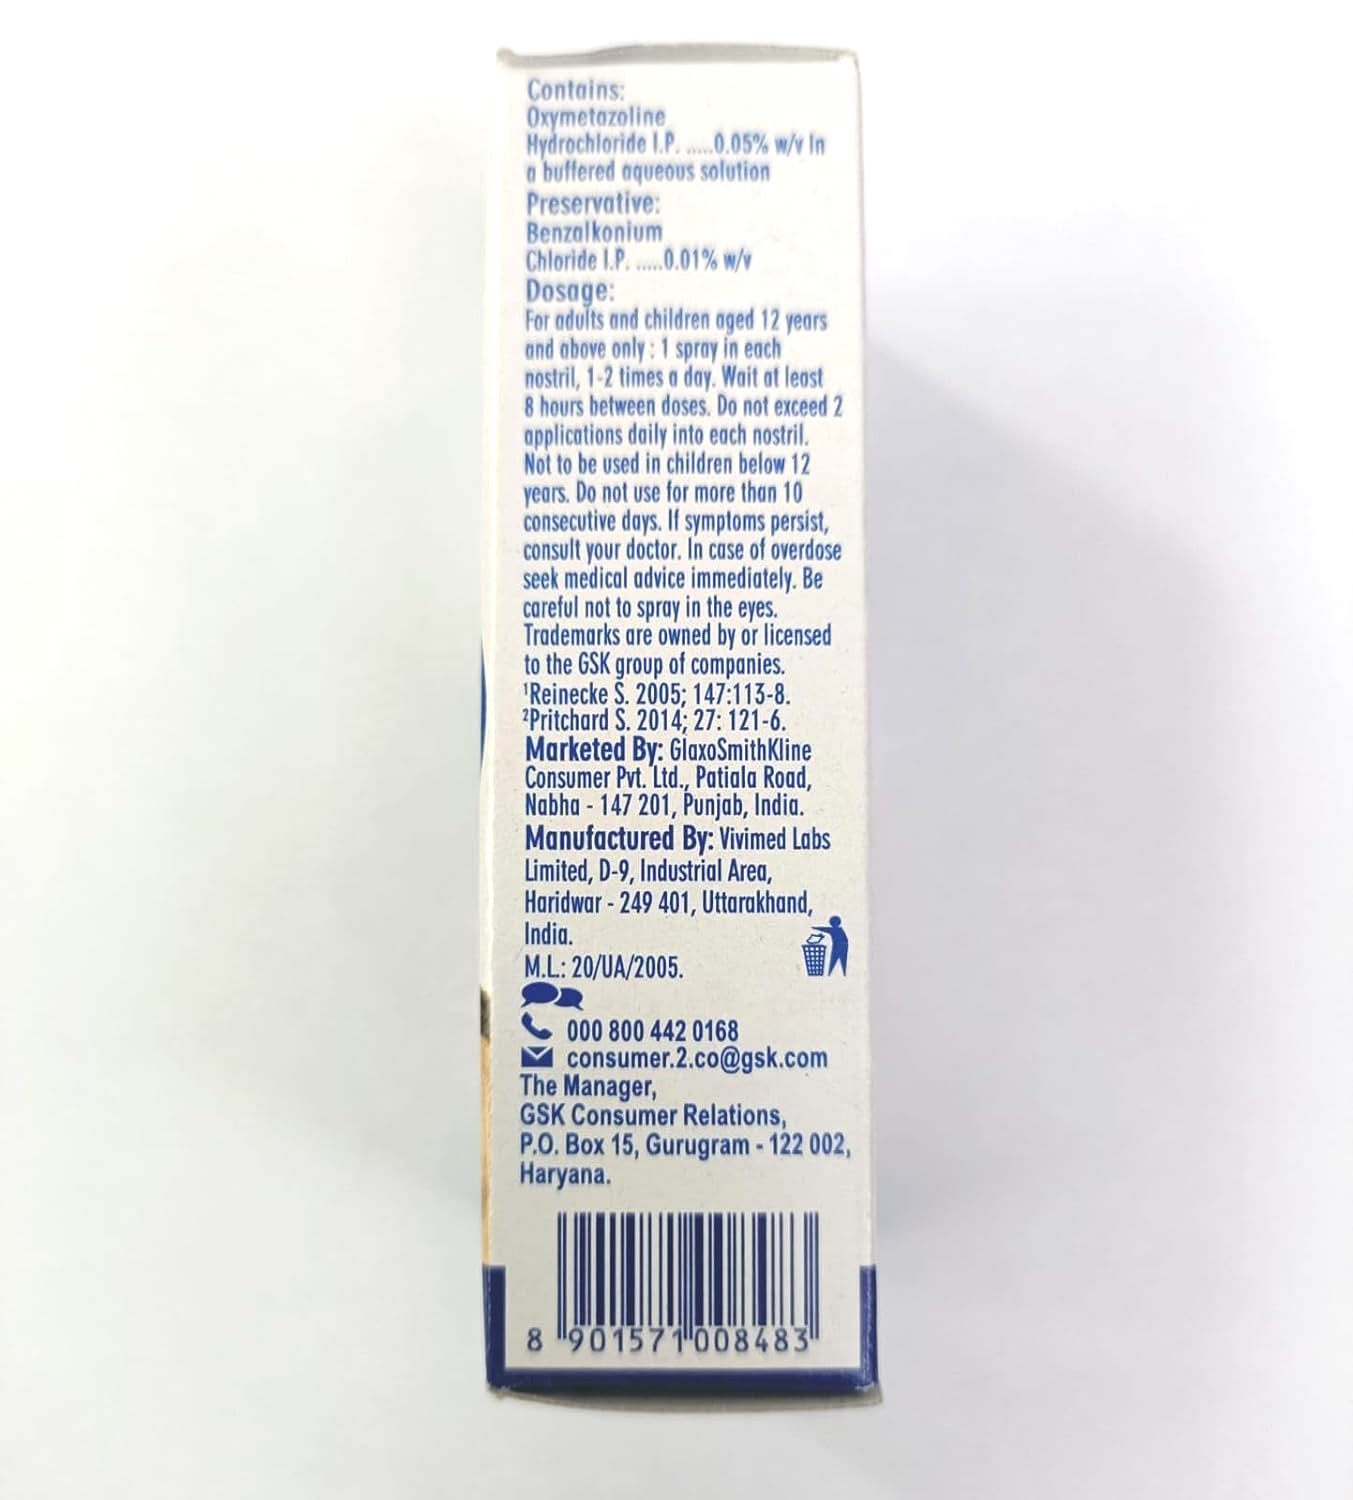 Contains:
Oxymetazoline
Hydrochloride I.P. .....0.05% w/v In
a buffered aqueous solution
Preservative:
Benzalkonium
Chloride I.P. .....0.01% w/v
Dosage:
For adults and children aged 12 years
and above only : 1 spray in each
nostril, 1-2 times a day. Wait at least
8 hours between doses. Do not exceed 2
applications daily into each nostril.
Not to be used in children below 12
years. Do not use for more than 10
consecutive days. If symptoms persist,
consult your doctor. In case of overdose
seek medical advice immediately. Be
careful not to spray in the eyes.
Trademarks are owned by or licensed
to the GSK group of companies.
¹Reinecke S. 2005; 147:113-8.
²Pritchard S. 2014; 27: 121-6.
Marketed By: GlaxoSmithKline
Consumer Pvt. Ltd., Patiala Road,
Nabha - 147 201, Punjab, India.
Manufactured By: Vivimed Labs
Limited, D-9, Industrial Area,
Haridwar - 249 401, Uttarakhand,
India.
M.L: 20/UA/2005.
000 800 442 0168
consumer.2.co@gsk.com
The Manager,
GSK Consumer Relations,
P.O. Box 15, Gurugram - 122 002,
Haryana.
8 901571 008483